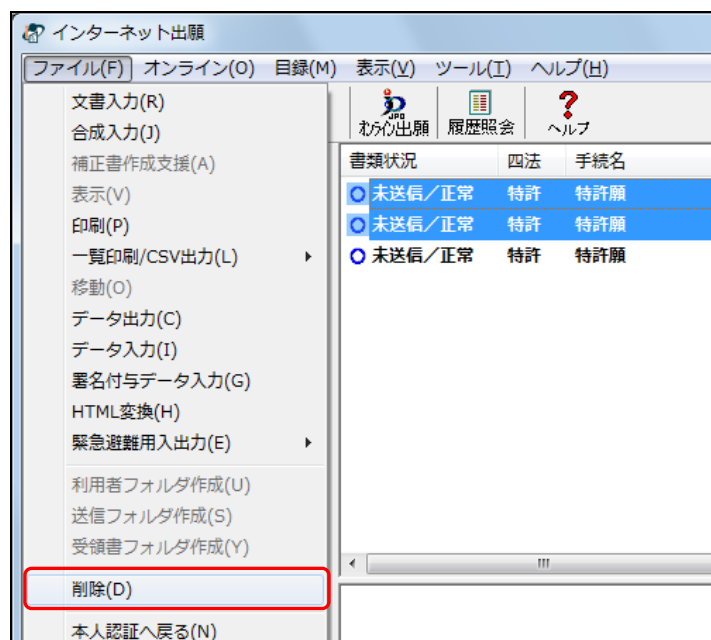 インターネット出願
ファイル(F) オンライン(O) 目録(M) 表示(V) ツール(T) ヘルプ(H)
文書入力(R)
合成入力(J)
補正書作成支援(A)
表示(V)
印刷(P)
一覧印刷/CSV出力(L)
移動(O)
データ出力(C)
データ入力(I)
署名付与データ入力(G)
HTML変換(H)
緊急避難用入出力(E)
利用者フォルダ作成(U)
送信フォルダ作成(S)
受領書フォルダ作成(Y)
削除(D)
本人認証へ戻る(N)
JPO
オンライン出願 履歴照会 ヘルプ
書類状況 四法 手続名
未送信/正常 特許 特許願
未送信/正常 特許 特許願
未送信/正常 特許 特許願